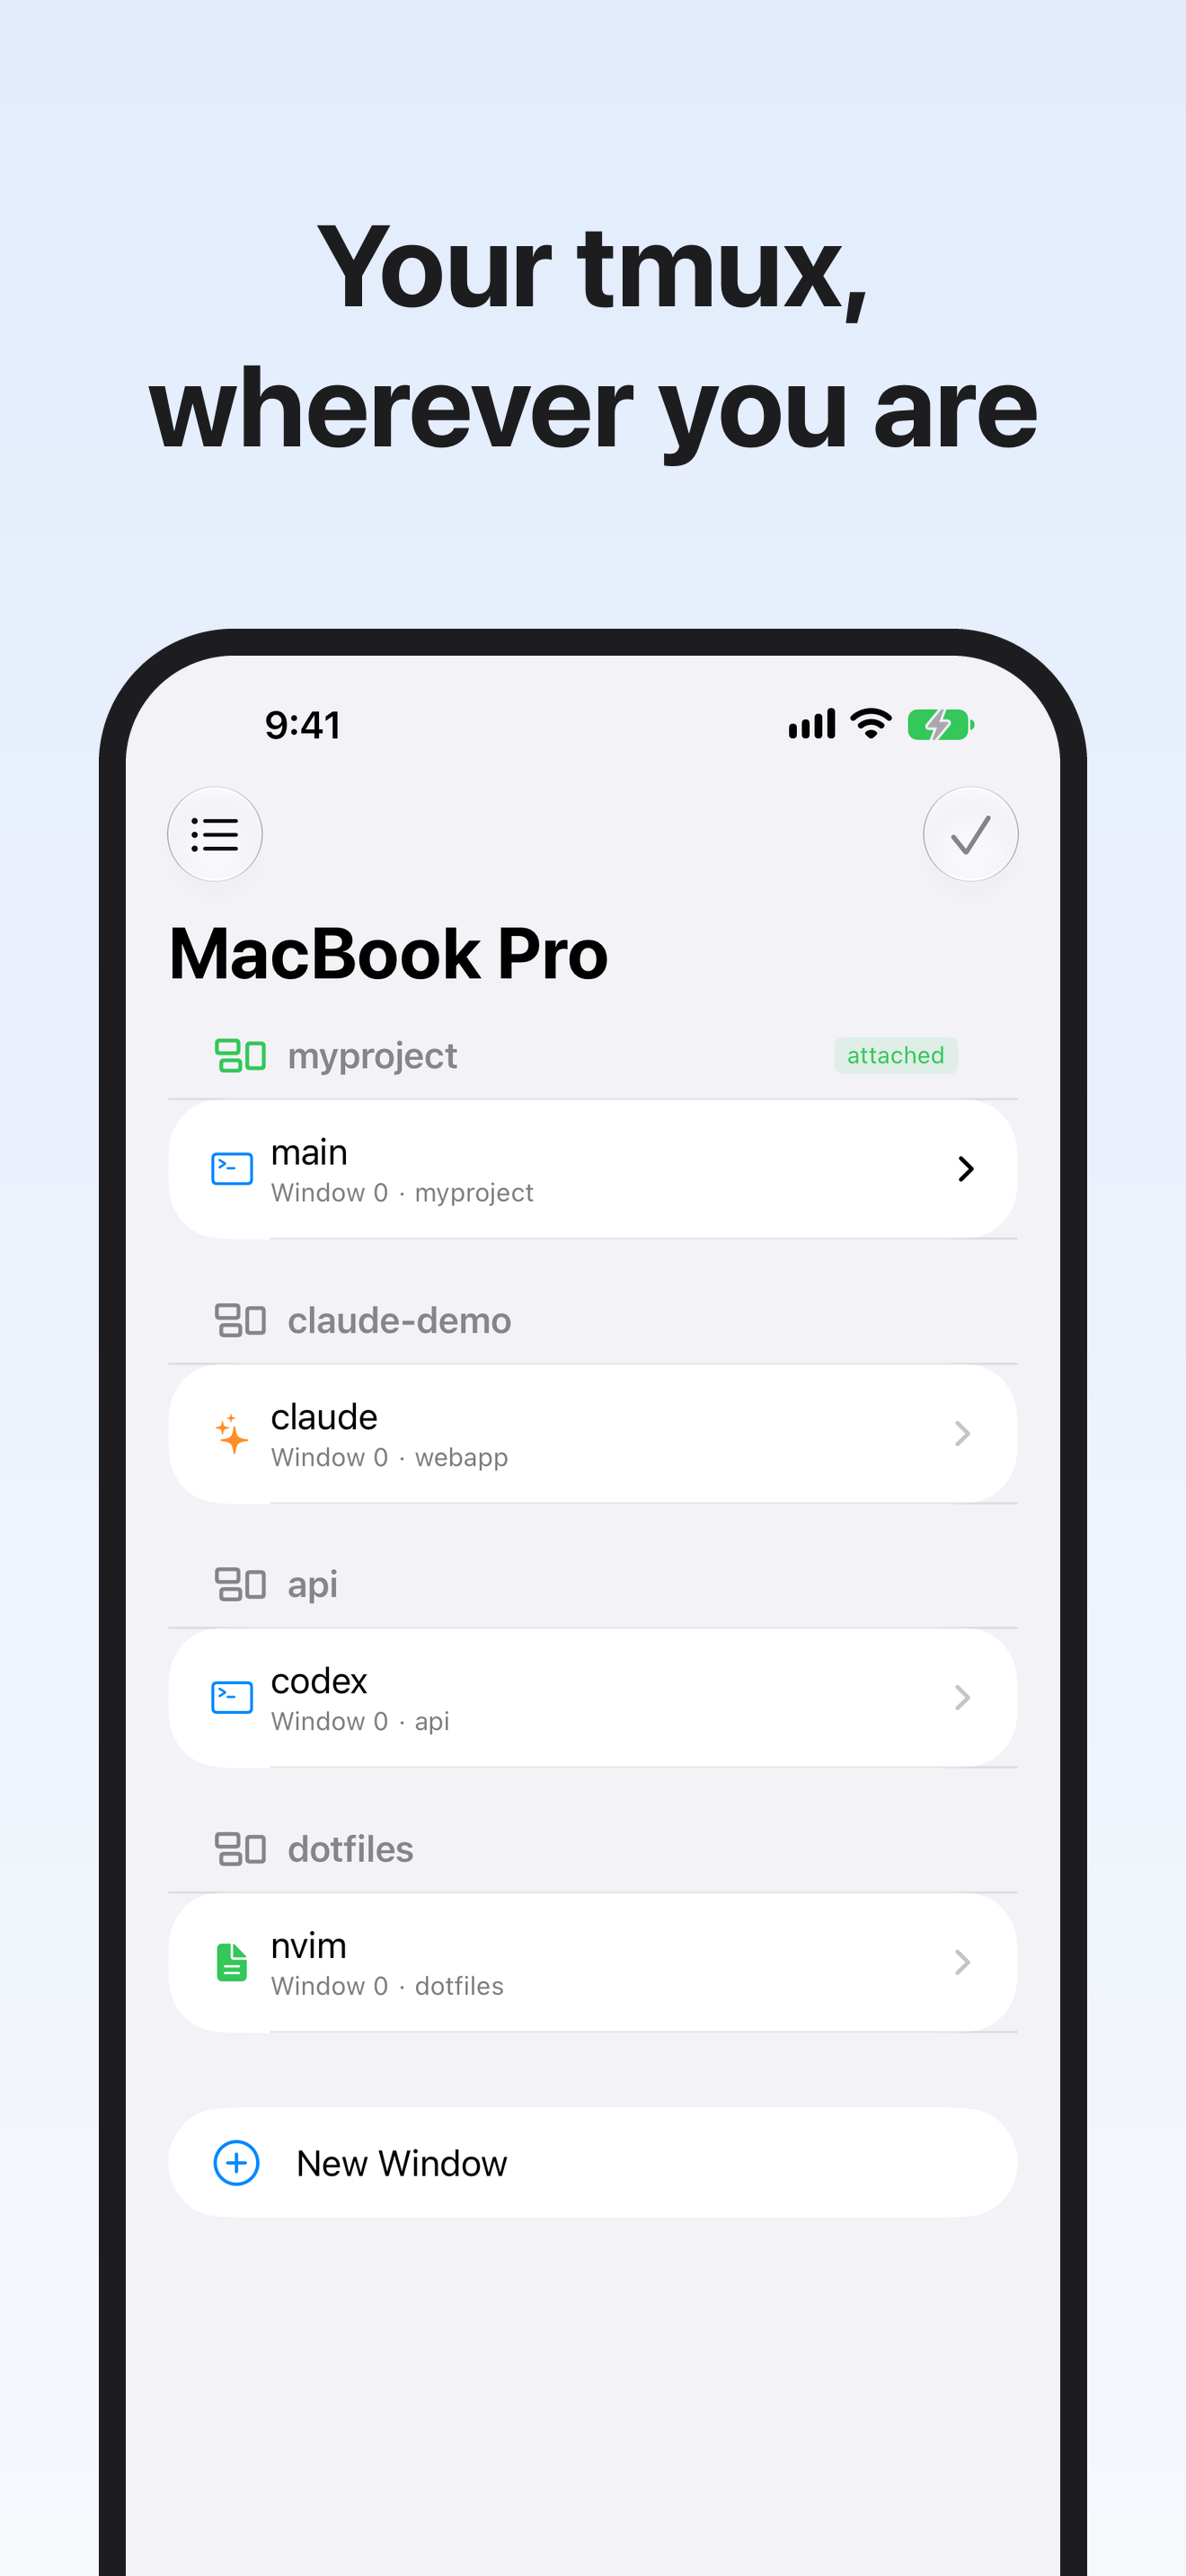 Your tmux,
wherever you are
9:41
MacBook Pro
myproject attached
main
Window 0 · myproject
claude-demo
claude
Window 0 · webapp
api
codex
Window 0 · api
dotfiles
nvim
Window 0 · dotfiles
New Window